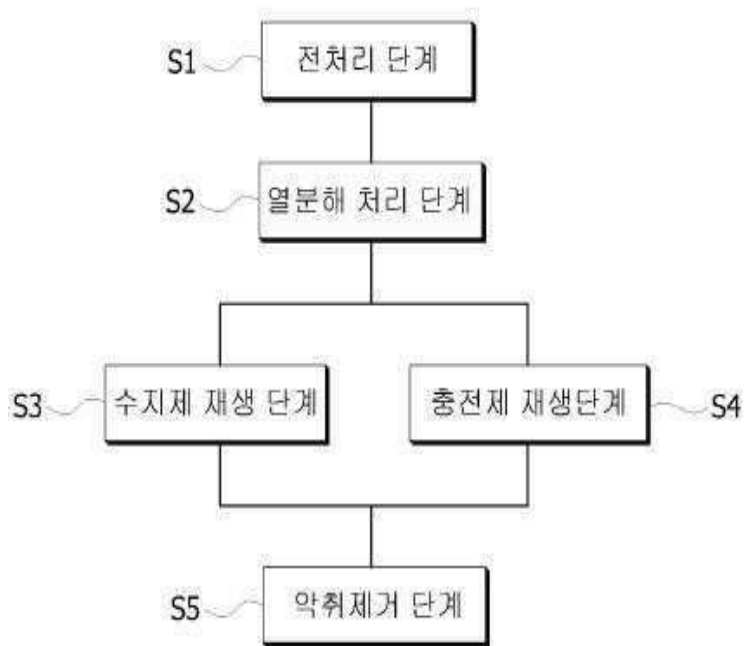 S1 전처리 단계
S2 열분해 처리 단계
S3 수지제 재생 단계
충전제 재생단계 S4
S5 악취제거 단계